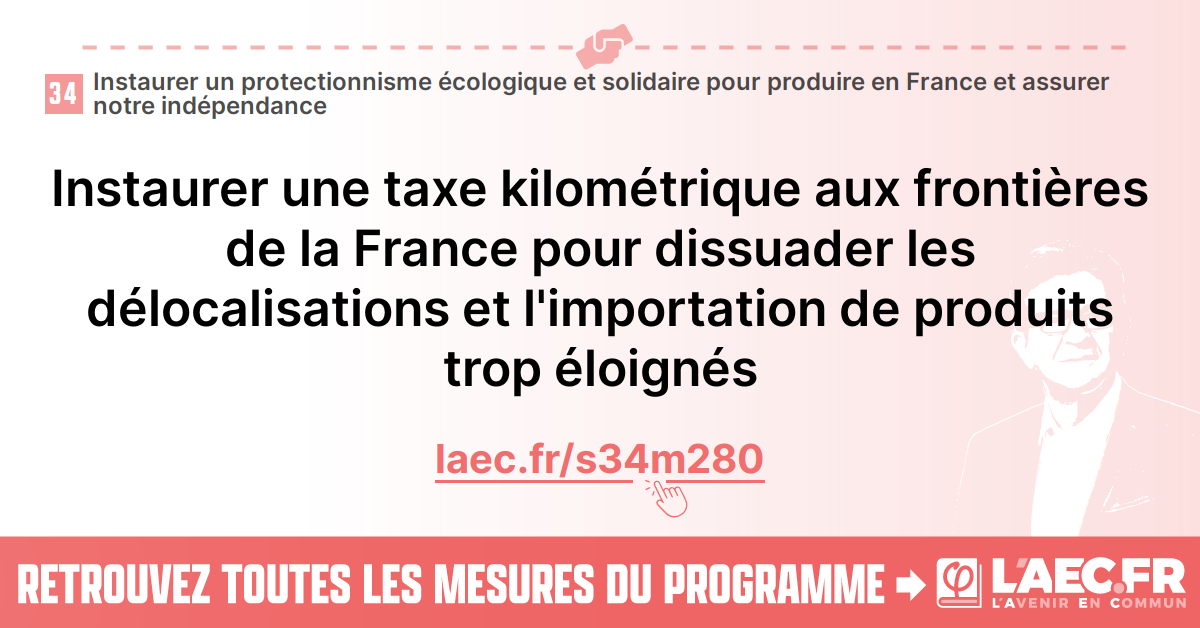 34
Instaurer un protectionnisme écologique et solidaire pour produire en France et assurer
notre indépendance
Instaurer une taxe kilométrique aux frontières
de la France pour dissuader les
délocalisations et l'importation de produits
trop éloignés
laec.fr/s34m280
RETROUVEZ TOUTES LES MESURES DU PROGRAMME
φ
L'AEC.FR
L'AVENIR EN COMMUN